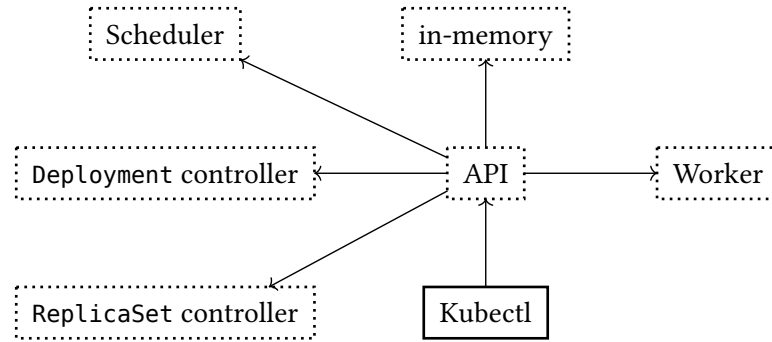 Scheduler
in-memory
Deployment controller
API
Worker
ReplicaSet controller
Kubectl